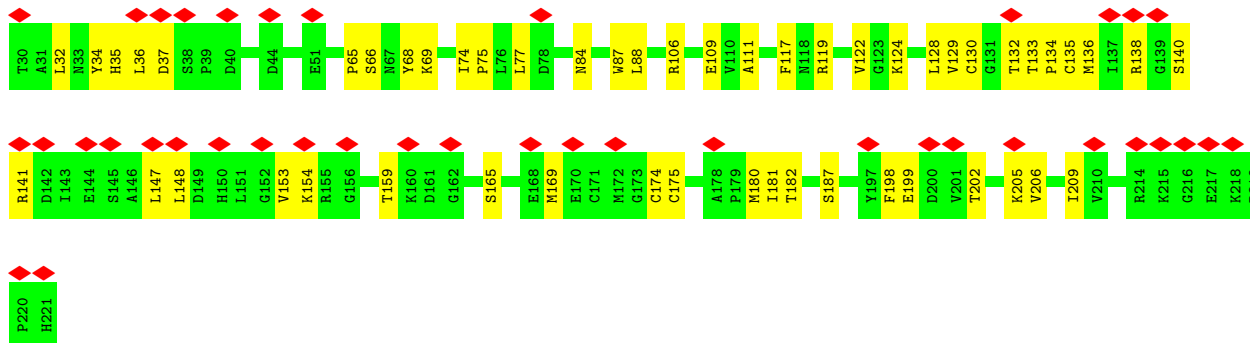 T30 A31 L32 N33 Y34 H35 L36 D37 S38 P39 D40 D44 E51 P65 S66 N67 Y68 K69 I74 P75 L76 L77 D78 N84 W87 L88 R106 E109 V110 A111 F117 N118 R119 V122 G123 K124 L128 V129 C130 G131 T132 T133 P134 C135 M136 I137 R138 G139 S140
R141 D142 I143 E144 S145 A146 L147 L148 D149 H150 L151 G152 V153 K154 R155 G156 T159 K160 D161 G162 S165 E168 M169 E170 C171 M172 G173 C174 C175 A178 P179 M180 I181 T182 S187 Y197 F198 E199 D200 V201 T202 K205 V206 I209 V210 R214 K215 G216 E217 K218
P220 H221